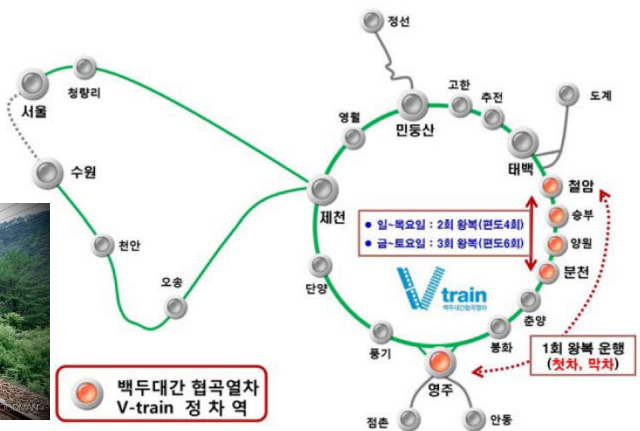 정선
고한
추전
도계
서울
청량리
민둥산
영월
태백
수원
철암
제천
• 일~목요일 : 2회 왕복(편도4회)
• 금~토요일 : 3회 왕복(편도6회)
승부
양원
천안
분천
V train
백두대간협곡열차
오송
단양
춘양
봉화
풍기
1회 왕복 운행
(첫차, 막차)
영주
백두대간 협곡열차
V-train 정 차 역
점촌
안동